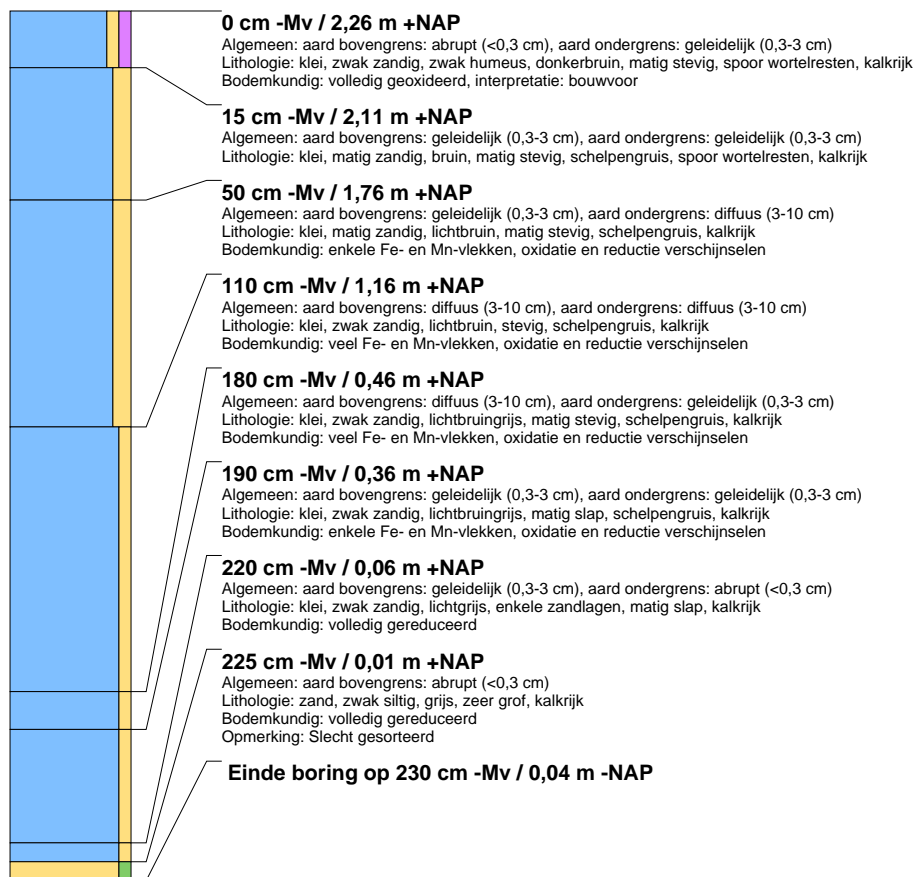 0 cm -Mv / 2,26 m +NAP
Algemeen: aard bovengrens: abrupt (<0,3 cm), aard ondergrens: geleidelijk (0,3-3 cm)
Lithologie: klei, zwak zandig, zwak humeus, donkerbruin, matig stevig, spoor wortelresten, kalkrijk
Bodemkundig: volledig geoxideerd, interpretatie: bouwvoor
15 cm -Mv / 2,11 m +NAP
Algemeen: aard bovengrens: geleidelijk (0,3-3 cm), aard ondergrens: geleidelijk (0,3-3 cm)
Lithologie: klei, matig zandig, bruin, matig stevig, schelpengruis, spoor wortelresten, kalkrijk
50 cm -Mv / 1,76 m +NAP
Algemeen: aard bovengrens: geleidelijk (0,3-3 cm), aard ondergrens: diffuus (3-10 cm)
Lithologie: klei, matig zandig, lichtbruin, matig stevig, schelpengruis, kalkrijk
Bodemkundig: enkele Fe- en Mn-vlekken, oxidatie en reductie verschijnselen
110 cm -Mv / 1,16 m +NAP
Algemeen: aard bovengrens: diffuus (3-10 cm), aard ondergrens: diffuus (3-10 cm)
Lithologie: klei, zwak zandig, lichtbruin, stevig, schelpengruis, kalkrijk
Bodemkundig: veel Fe- en Mn-vlekken, oxidatie en reductie verschijnselen
180 cm -Mv / 0,46 m +NAP
Algemeen: aard bovengrens: diffuus (3-10 cm), aard ondergrens: geleidelijk (0,3-3 cm)
Lithologie: klei, zwak zandig, lichtbruingrijs, matig stevig, schelpengruis, kalkrijk
Bodemkundig: veel Fe- en Mn-vlekken, oxidatie en reductie verschijnselen
190 cm -Mv / 0,36 m +NAP
Algemeen: aard bovengrens: geleidelijk (0,3-3 cm), aard ondergrens: geleidelijk (0,3-3 cm)
Lithologie: klei, zwak zandig, lichtbruingrijs, matig slap, schelpengruis, kalkrijk
Bodemkundig: enkele Fe- en Mn-vlekken, oxidatie en reductie verschijnselen
220 cm -Mv / 0,06 m +NAP
Algemeen: aard bovengrens: geleidelijk (0,3-3 cm), aard ondergrens: abrupt (<0,3 cm)
Lithologie: klei, zwak zandig, lichtgrijs, enkele zandlagen, matig slap, kalkrijk
Bodemkundig: volledig gereduceerd
225 cm -Mv / 0,01 m +NAP
Algemeen: aard bovengrens: abrupt (<0,3 cm)
Lithologie: zand, zwak siltig, grijs, zeer grof, kalkrijk
Bodemkundig: volledig gereduceerd
Opmerking: Slecht gesorteerd
Einde boring op 230 cm -Mv / 0,04 m -NAP